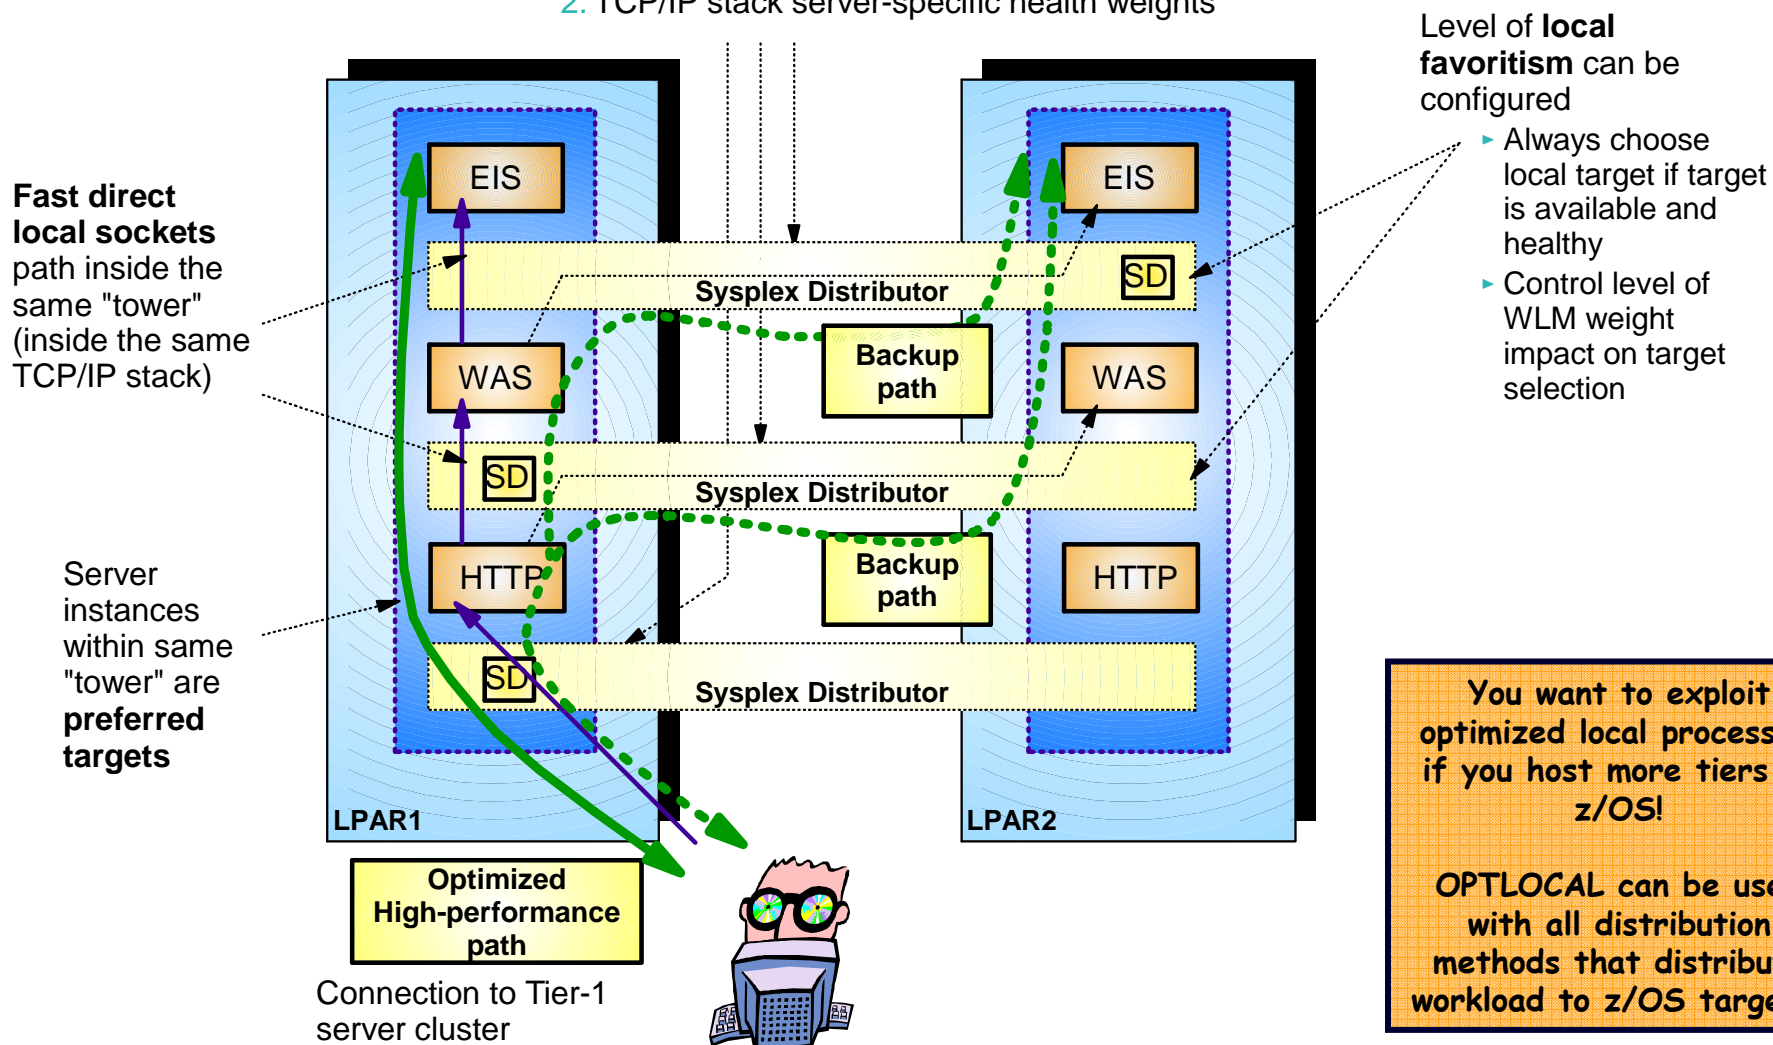 2. TCP/IP stack server-specific health weights
Level of local
favoritism can be
configured
► Always choose
local target if target
is available and
healthy
► Control level of
WLM weight
impact on target
selection
Fast direct
local sockets
path inside the
same "tower"
(inside the same
TCP/IP stack)
Server
instances
within same
"tower" are
preferred
targets
EIS
EIS
SD
Sysplex Distributor
Backup
path
WAS
WAS
SD
Sysplex Distributor
Backup
path
HTTP
HTTP
SD
Sysplex Distributor
LPAR1
LPAR2
Optimized
High-performance
path
Connection to Tier-1
server cluster
You want to exploit
optimized local process
if you host more tiers
z/OS!
OPTLOCAL can be use
with all distribution
methods that distribu
workload to z/OS targe